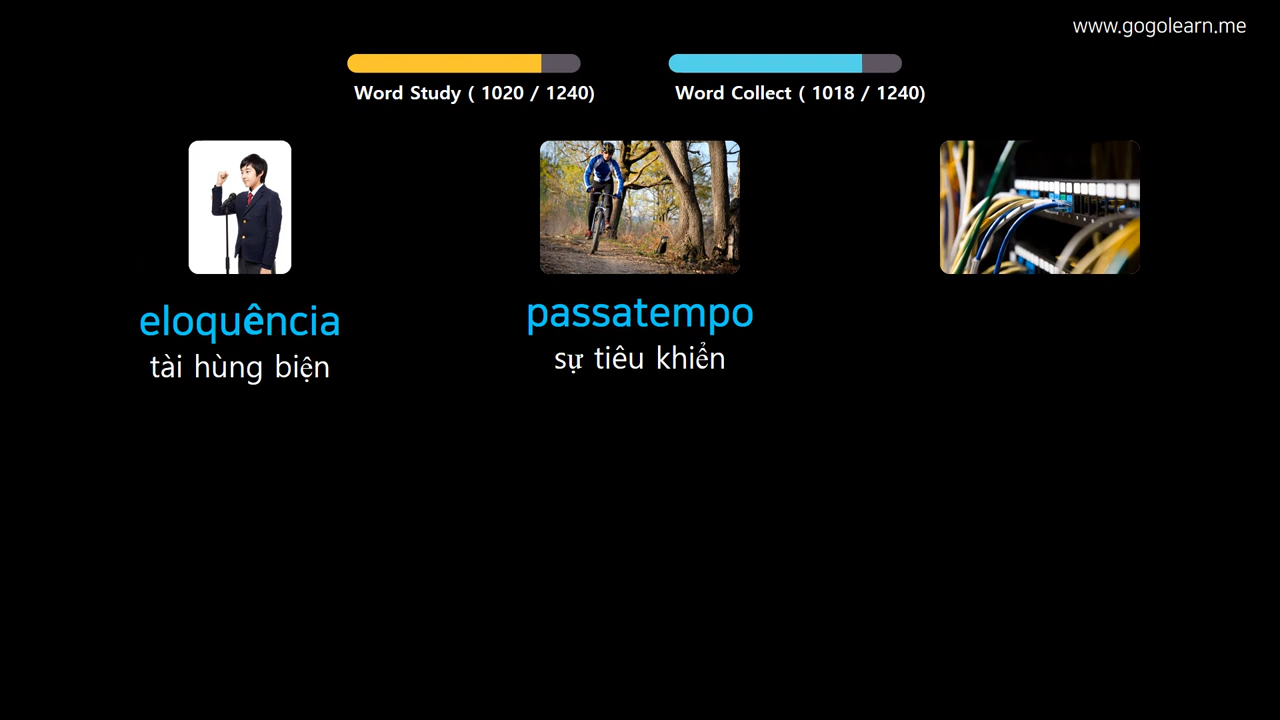 www.gogolearn.me
Word Study ( 1020 / 1240)
Word Collect ( 1018 / 1240)
eloquência
tài hùng biện
passatempo
sự tiêu khiển